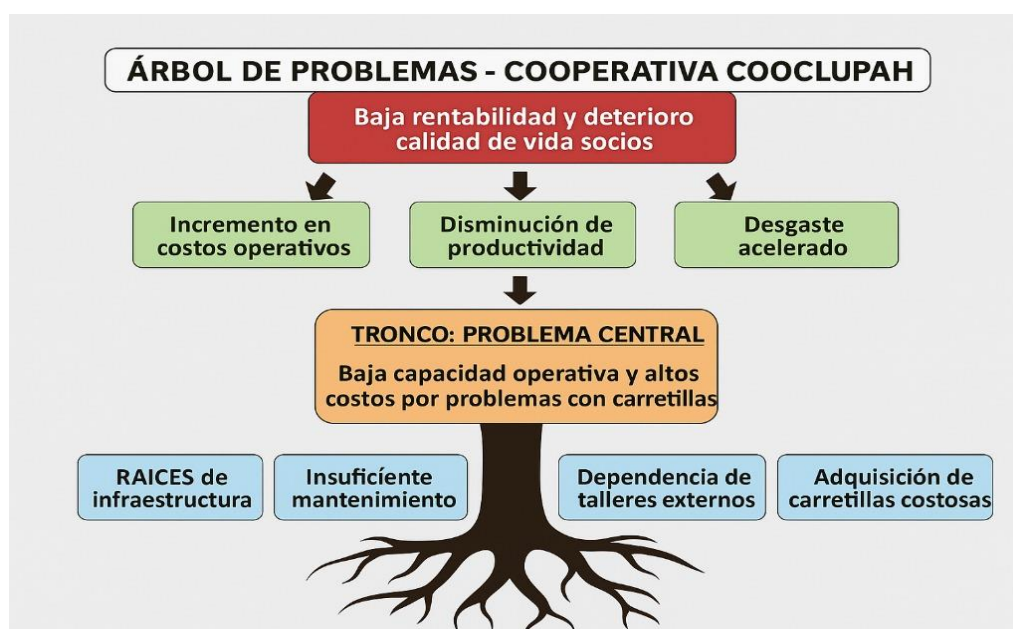 ÁRBOL DE PROBLEMAS - COOPERATIVA COOCLUPAH
Baja rentabilidad y deterioro
calidad de vida socios
Incremento en
costos operativos
Disminución de
productividad
Desgaste
acelerado
TRONCO: PROBLEMA CENTRAL
Baja capacidad operativa y altos
costos por problemas con carretillas
RAICES de
infraestructura
Insuficíente
mantenimiento
Dependencia de
talleres externos
Adquisición de
carretillas costosas